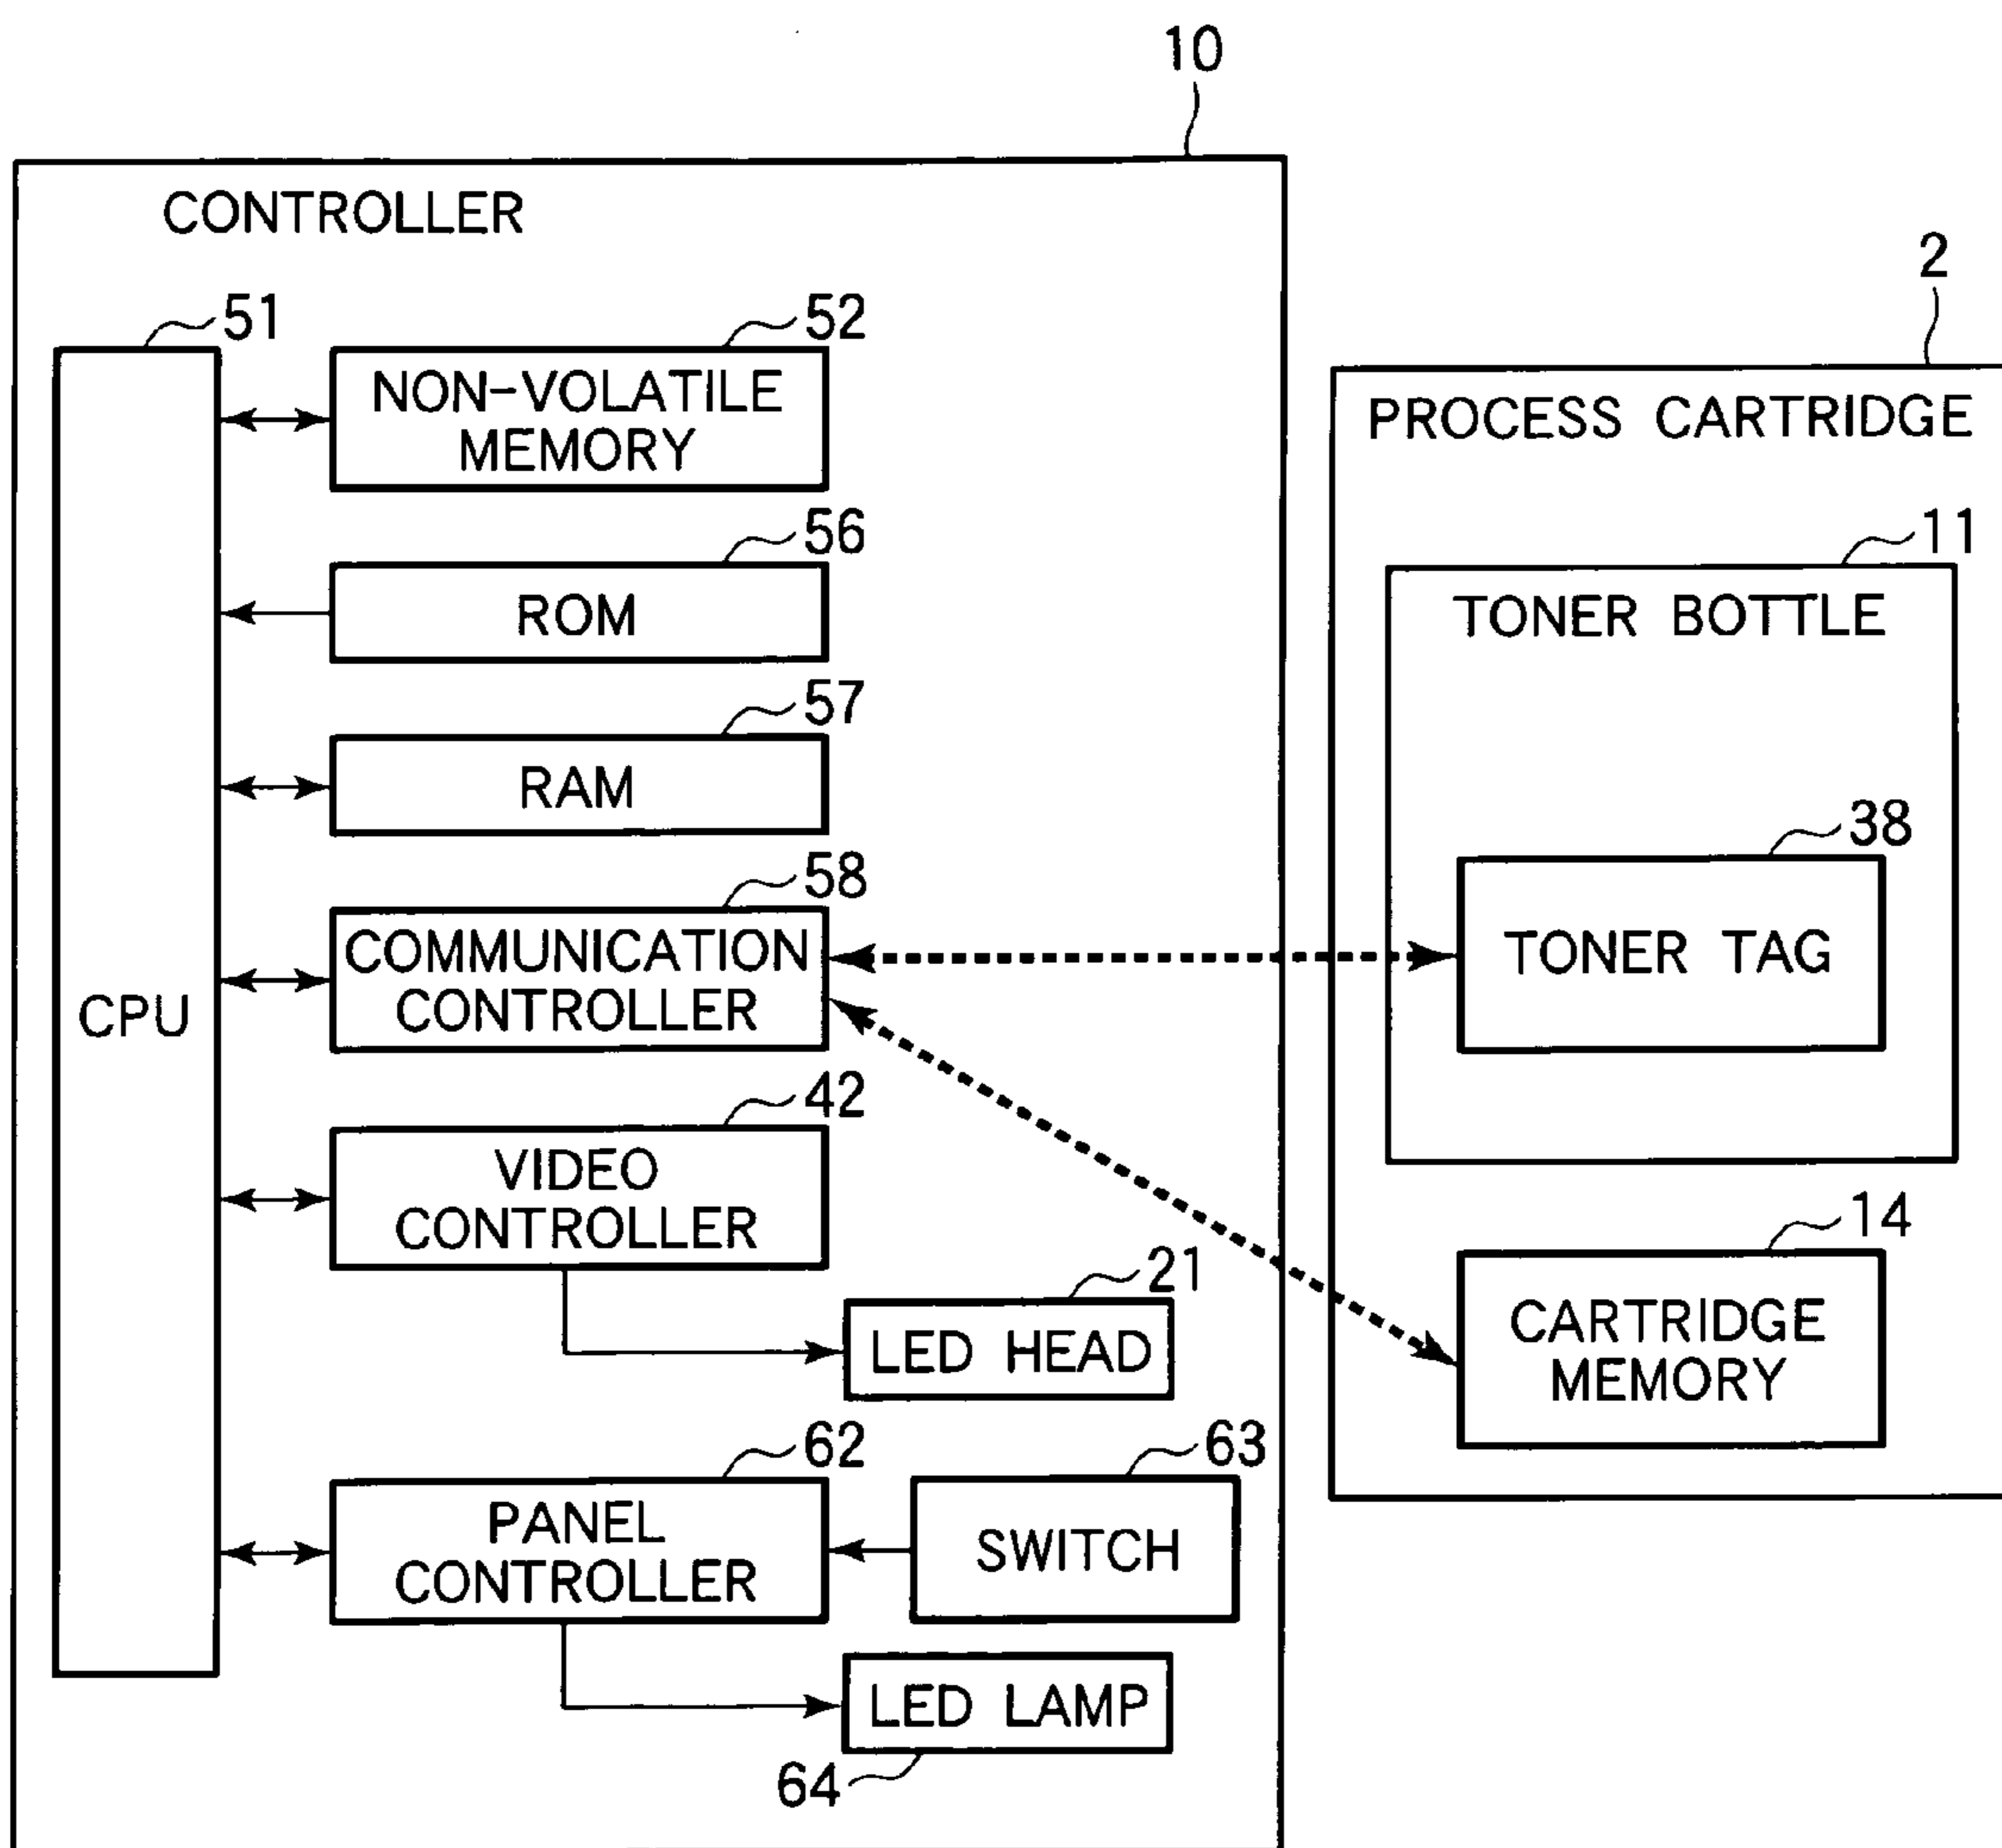 10
CONTROLLER
2
51
52
NON-VOLATILE
MEMORY
PROCESS CARTRIDGE
56
ROM
11
TONER BOTTLE
57
RAM
38
TONER TAG
58
COMMUNICATION
CONTROLLER
CPU
42
VIDEO
CONTROLLER
14
CARTRIDGE
MEMORY
21
LED HEAD
62
PANEL
CONTROLLER
63
SWITCH
LED LAMP
64